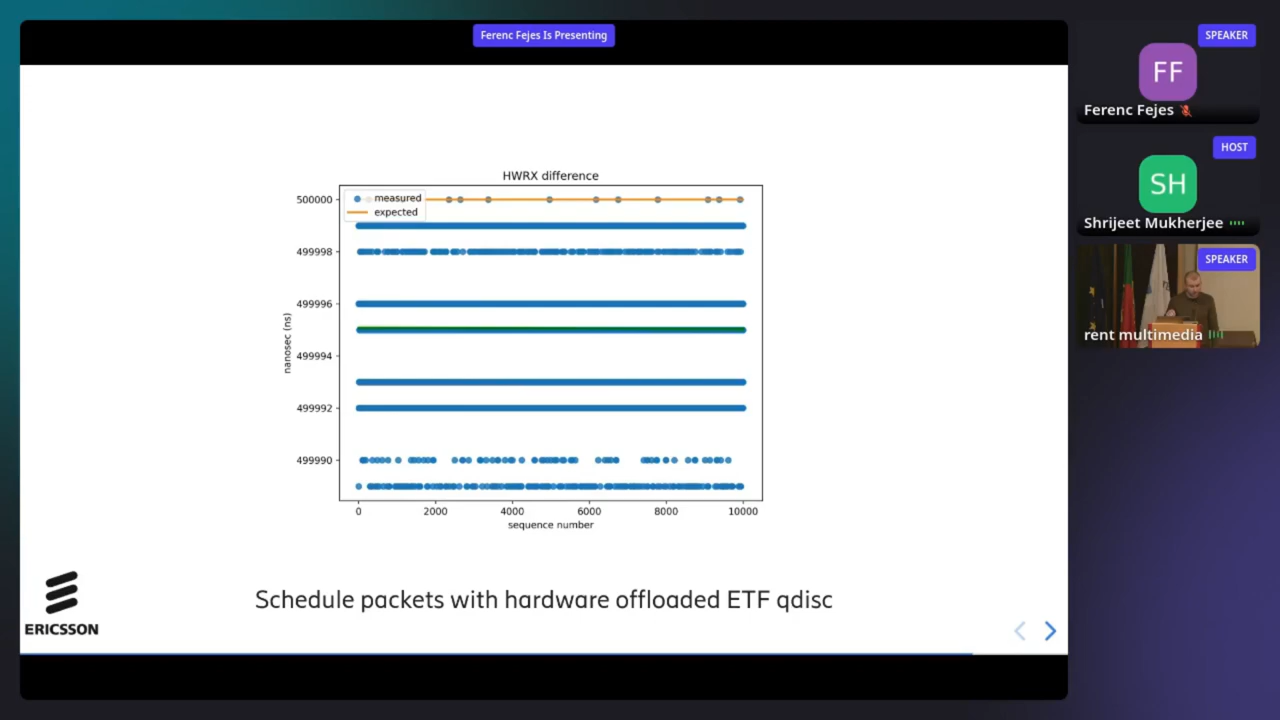 Ferenc Fejes Is Presenting
HWRX difference
measured
expected
500000
499998
499996
499994
499992
499990
nanosec (ns)
0 2000 4000 6000 8000 10000
sequence number
Schedule packets with hardware offloaded ETF qdisc
ERICSSON
SPEAKER
FF
Ferenc Fejes
HOST
SH
Shrijeet Mukherjee
SPEAKER
rent multimedia